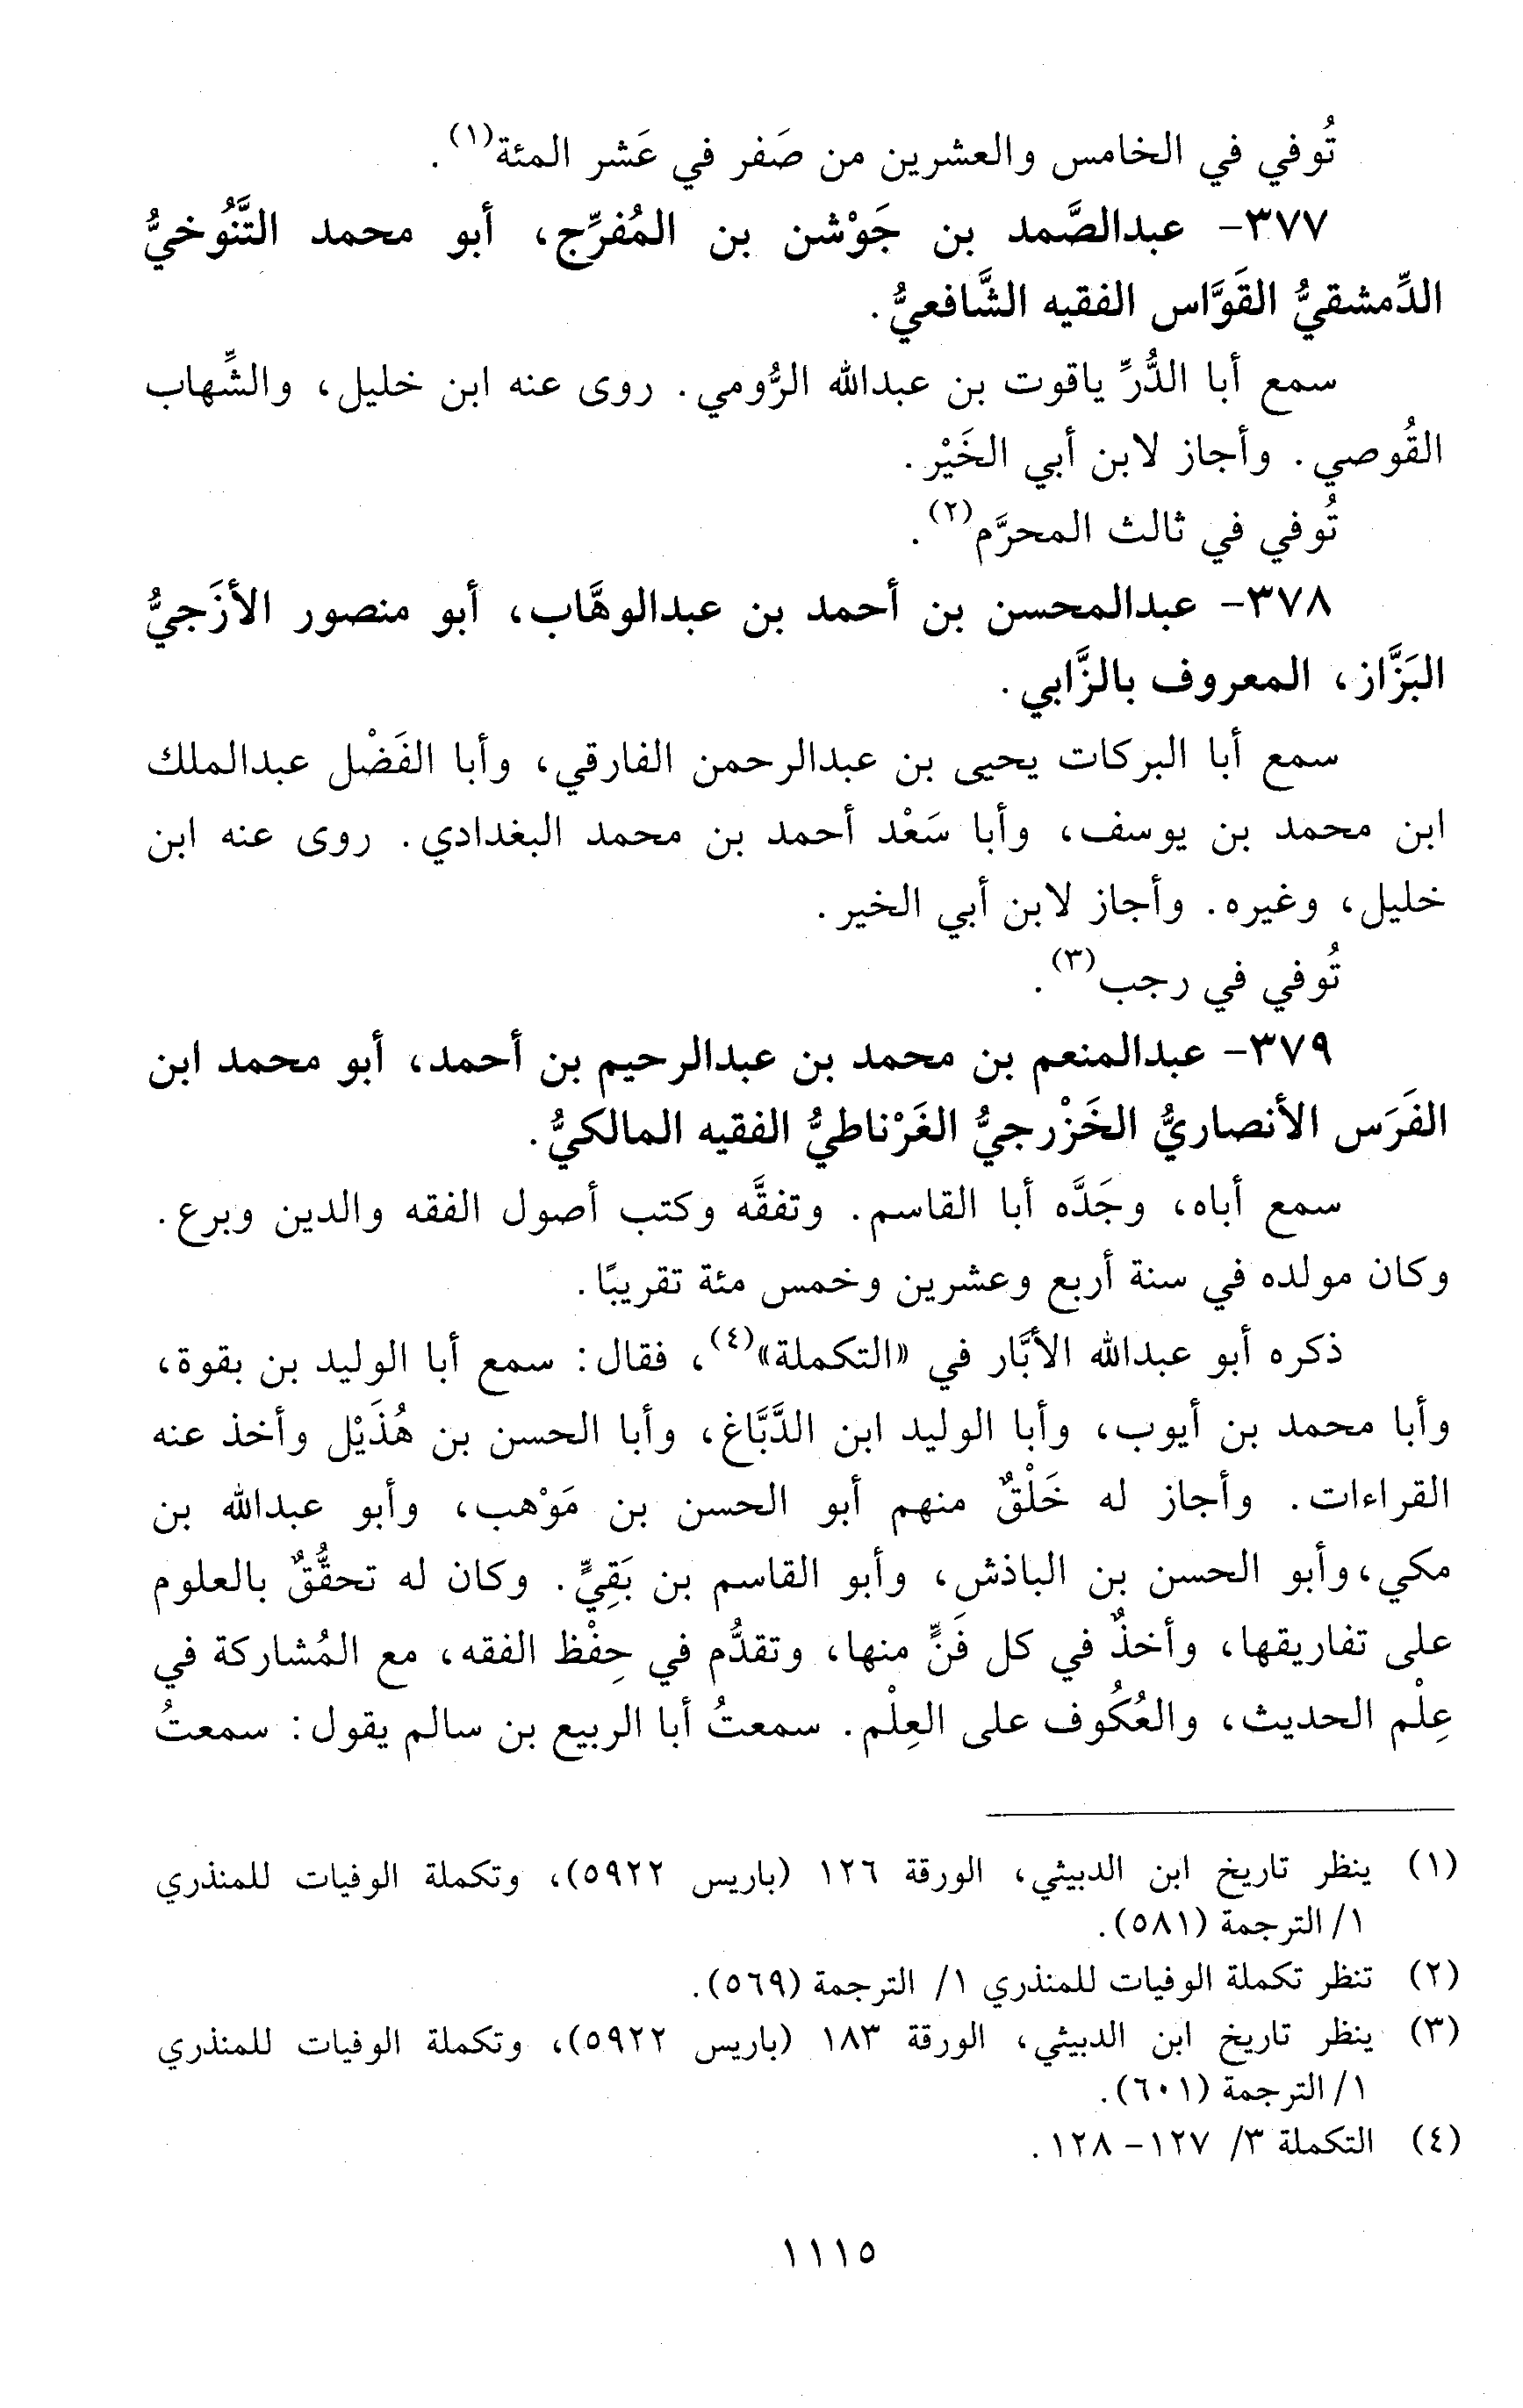 تُوفي في الخامس والعشرين من صَفر في عَشر المئة(١).
٣٧٧- عبدالصَّمد بن جَوْشن بن المُفرِّج، أبو محمد التَّنُوخيُّ
الدِّمشقيُّ القَوَّاس الفقيه الشَّافعيُّ.
سمع أبا الدُّرِّ ياقوت بن عبدالله الرُّومي. روى عنه ابن خليل، والشِّهاب
القُوصي. وأجاز لابن أبي الخَيْر.
تُوفي في ثالث المحرَّم(٢).
٣٧٨- عبدالمحسن بن أحمد بن عبدالوهَّاب، أبو منصور الأزَجيُّ
البَزَّاز، المعروف بالزَّابي.
سمع أبا البركات يحيى بن عبدالرحمن الفارقي، وأبا الفَضْل عبدالملك
ابن محمد بن يوسف، وأبا سَعْد أحمد بن محمد البغدادي. روى عنه ابن
خليل، وغيره. وأجاز لابن أبي الخير.
تُوفي في رجب(٣).
٣٧٩- عبدالمنعم بن محمد بن عبدالرحيم بن أحمد، أبو محمد ابن
الفَرَس الأنصاريُّ الخَزْرجيُّ الغَرْناطيُّ الفقيه المالكيُّ.
سمع أباه، وجَدَّه أبا القاسم. وتفقَّه وكتب أصول الفقه والدين وبرع.
وكان مولده في سنة أربع وعشرين وخمس مئة تقريبًا.
ذكره أبو عبدالله الأبَّار في «التكملة»(٤)، فقال: سمع أبا الوليد بن بقوة،
وأبا محمد بن أيوب، وأبا الوليد ابن الدَّبَّاغ، وأبا الحسن بن هُذَيْل وأخذ عنه
القراءات. وأجاز له خَلْقٌ منهم أبو الحسن بن مَوْهب، وأبو عبدالله بن
مكي،وأبو الحسن بن الباذش، وأبو القاسم بن بَقِيٍّ. وكان له تحقُّقٌ بالعلوم
على تفاريقها، وأخذٌ في كل فَنٍّ منها، وتقدُّم في حِفْظ الفقه، مع المُشاركة في
عِلْم الحديث، والعُكُوف على العِلْم. سمعتُ أبا الربيع بن سالم يقول: سمعتُ
(١) ينظر تاريخ ابن الدبيثي، الورقة ١٢٦ (باريس ٥٩٢٢)، وتكملة الوفيات للمنذري
١/ الترجمة (٥٨١).
(٢) تنظر تكملة الوفيات للمنذري ١/ الترجمة (٥٦٩).
(٣) ينظر تاريخ ابن الدبيثي، الورقة ١٨٣ (باريس ٥٩٢٢)، وتكملة الوفيات للمنذري
١/ الترجمة (٦٠١).
(٤) التكملة ٣/ ١٢٧- ١٢٨.
١١١٥